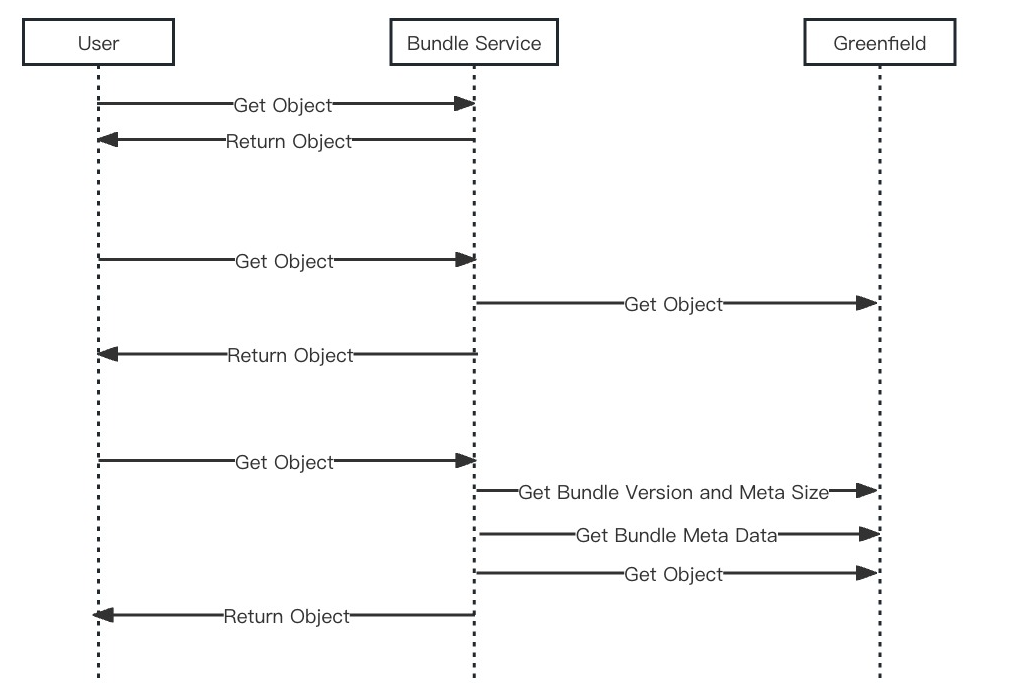 User
Bundle Service
Greenfield
Get Object
Return Object
Get Object
Get Object
Return Object
Get Object
Get Bundle Version and Meta Size
Get Bundle Meta Data
Get Object
Return Object